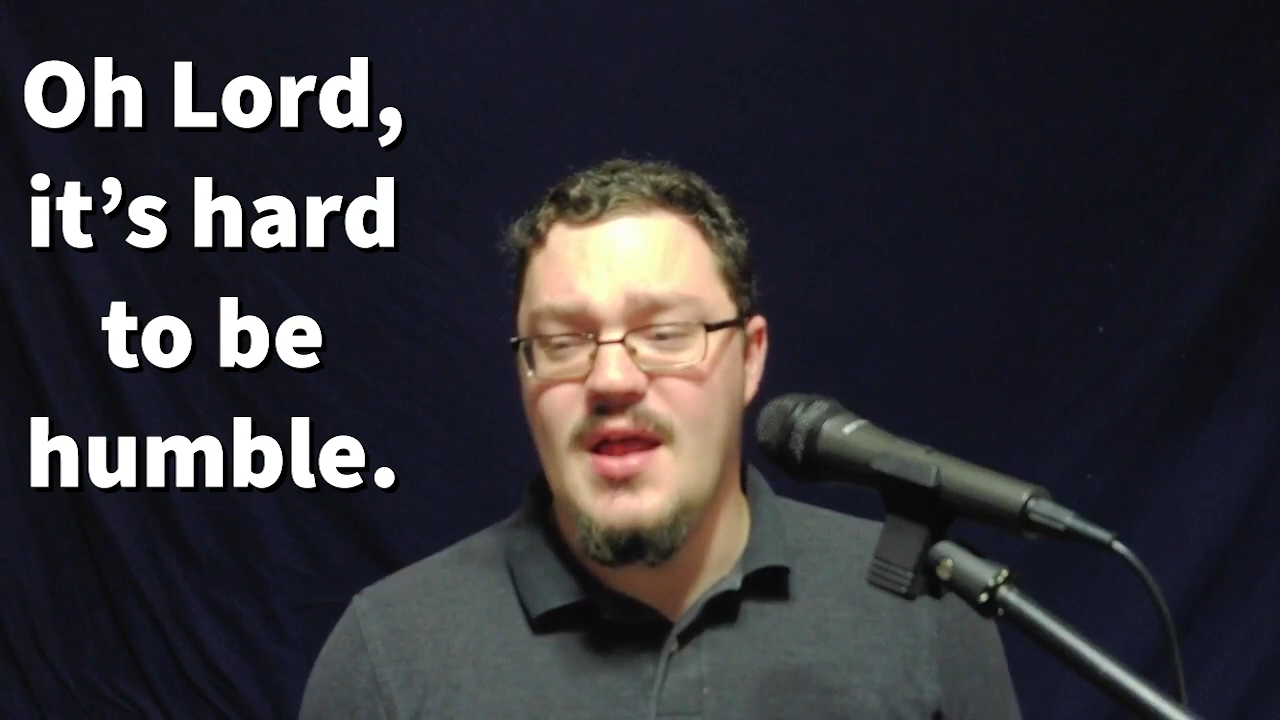 Oh Lord,
it’s hard
to be
humble.